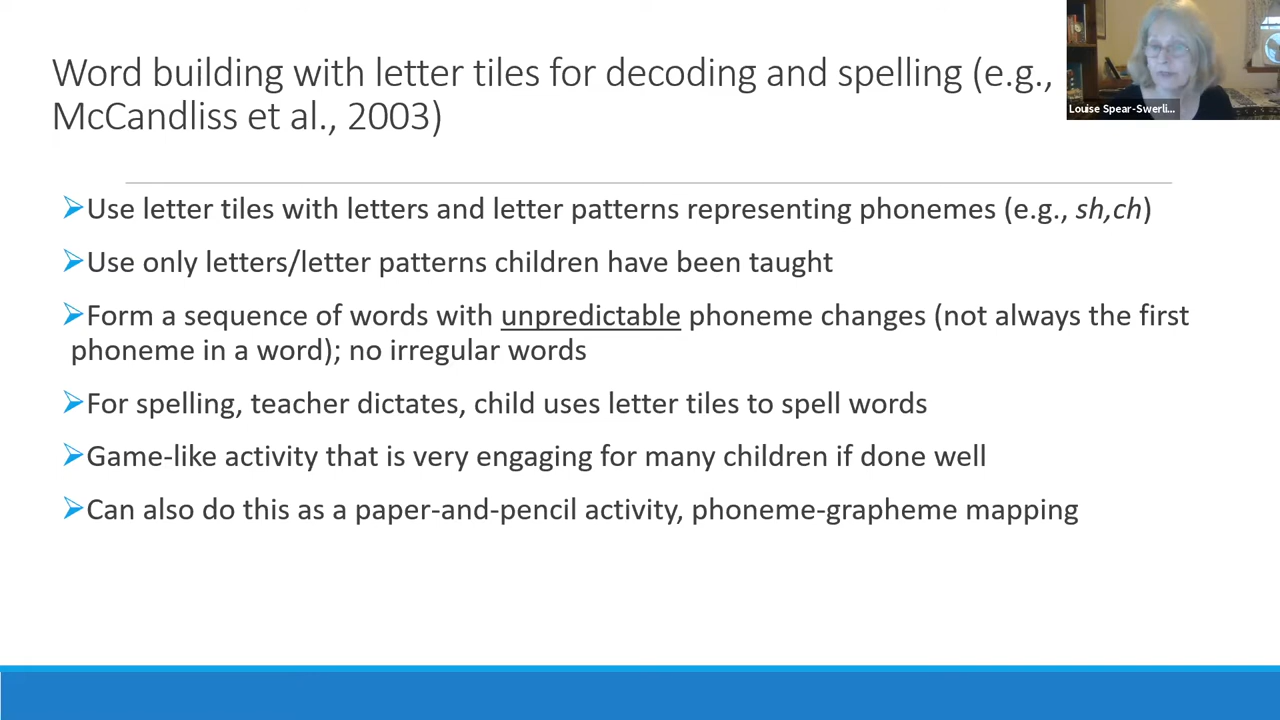 Word building with letter tiles for decoding and spelling (e.g.,
McCandliss et al., 2003)
Louise Spear-Swerli...
➢Use letter tiles with letters and letter patterns representing phonemes (e.g., sh,ch)
➢Use only letters/letter patterns children have been taught
➢Form a sequence of words with unpredictable phoneme changes (not always the first
phoneme in a word); no irregular words
➢For spelling, teacher dictates, child uses letter tiles to spell words
➢Game-like activity that is very engaging for many children if done well
➢Can also do this as a paper-and-pencil activity, phoneme-grapheme mapping